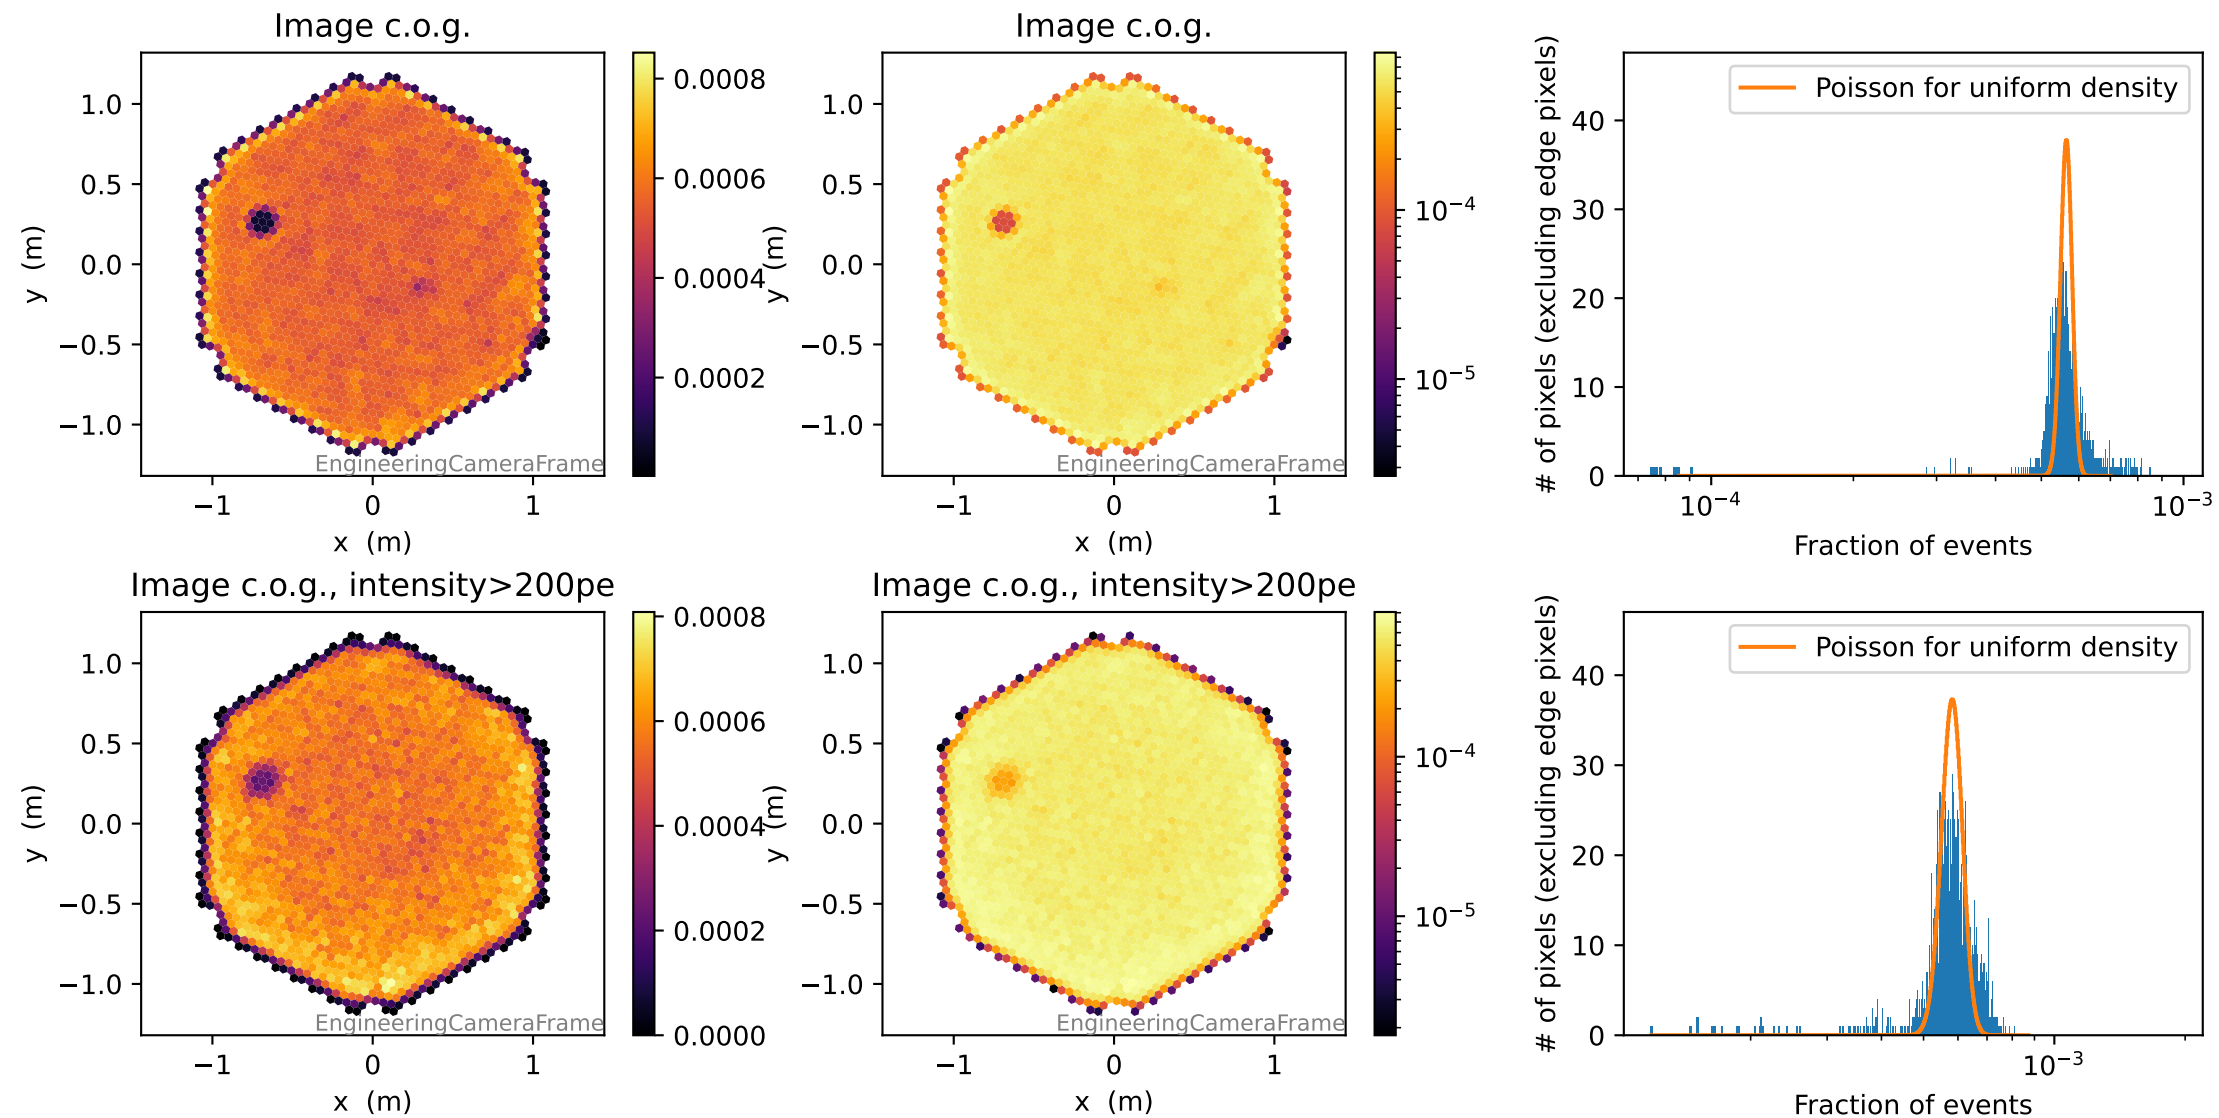 Image c.o.g.
y (m)
1.0
0.5
0.0
−0.5
−1.0
EngineeringCameraFrame
−1 0 1
x (m)
0.0008
0.0006
0.0004
0.0002
Image c.o.g.
y (m)
1.0
0.5
0.0
−0.5
−1.0
EngineeringCameraFrame
−1 0 1
x (m)
10⁻⁴
10⁻⁵
# of pixels (excluding edge pixels)
40
30
20
10
0
Poisson for uniform density
10⁻⁴ 10⁻³
Fraction of events
Image c.o.g., intensity>200pe
y (m)
1.0
0.5
0.0
−0.5
−1.0
EngineeringCameraFrame
−1 0 1
x (m)
0.0008
0.0006
0.0004
0.0002
0.0000
Image c.o.g., intensity>200pe
y (m)
1.0
0.5
0.0
−0.5
−1.0
EngineeringCameraFrame
−1 0 1
x (m)
10⁻⁴
10⁻⁵
# of pixels (excluding edge pixels)
40
30
20
10
0
Poisson for uniform density
10⁻³
Fraction of events